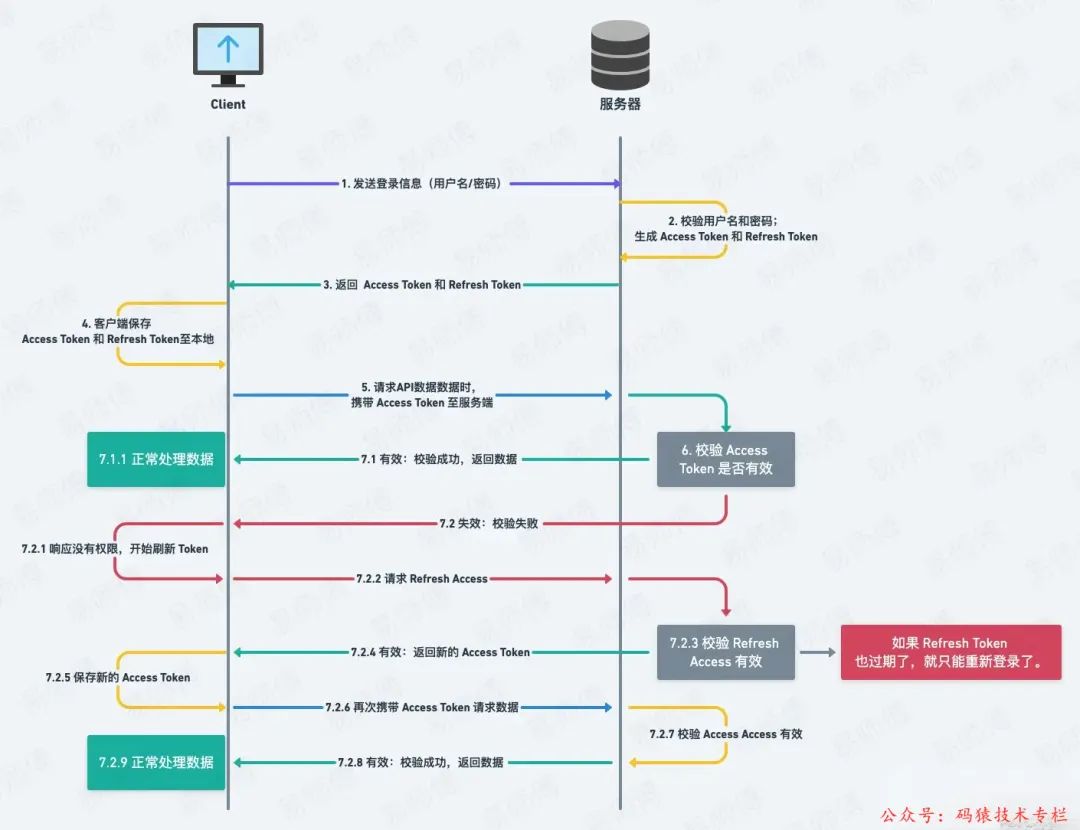 Client
服务器
1. 发送登录信息（用户名/密码）
2. 校验用户名和密码；
生成 Access Token 和 Refresh Token
3. 返回 Access Token 和 Refresh Token
4. 客户端保存
Access Token 和 Refresh Token至本地
5. 请求API数据数据时，
携带 Access Token 至服务端
6. 校验 Access
Token 是否有效
7.1 有效：校验成功，返回数据
7.1.1 正常处理数据
7.2 失效：校验失败
7.2.1 响应没有权限，开始刷新 Token
7.2.2 请求 Refresh Access
7.2.3 校验 Refresh
Access 有效
如果 Refresh Token
也过期了，就只能重新登录了。
7.2.4 有效：返回新的 Access Token
7.2.5 保存新的 Access Token
7.2.6 再次携带 Access Token 请求数据
7.2.7 校验 Access Access 有效
7.2.8 有效：校验成功，返回数据
7.2.9 正常处理数据
公众号：码猿技术专栏